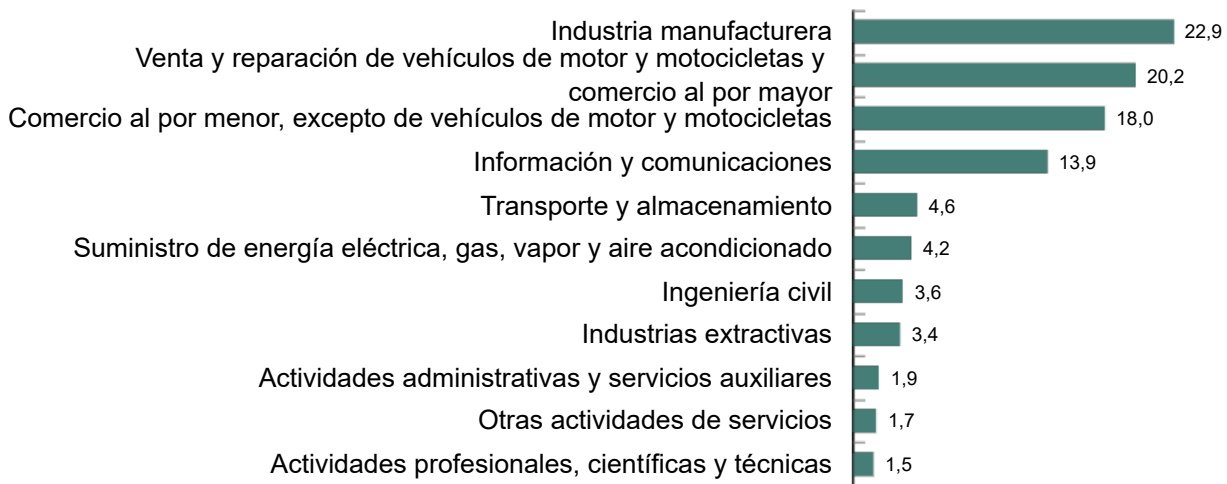 Industria manufacturera 22,9
Venta y reparación de vehículos de motor y motocicletas y
comercio al por mayor 20,2
Comercio al por menor, excepto de vehículos de motor y motocicletas 18,0
Información y comunicaciones 13,9
Transporte y almacenamiento 4,6
Suministro de energía eléctrica, gas, vapor y aire acondicionado 4,2
Ingeniería civil 3,6
Industrias extractivas 3,4
Actividades administrativas y servicios auxiliares 1,9
Otras actividades de servicios 1,7
Actividades profesionales, científicas y técnicas 1,5